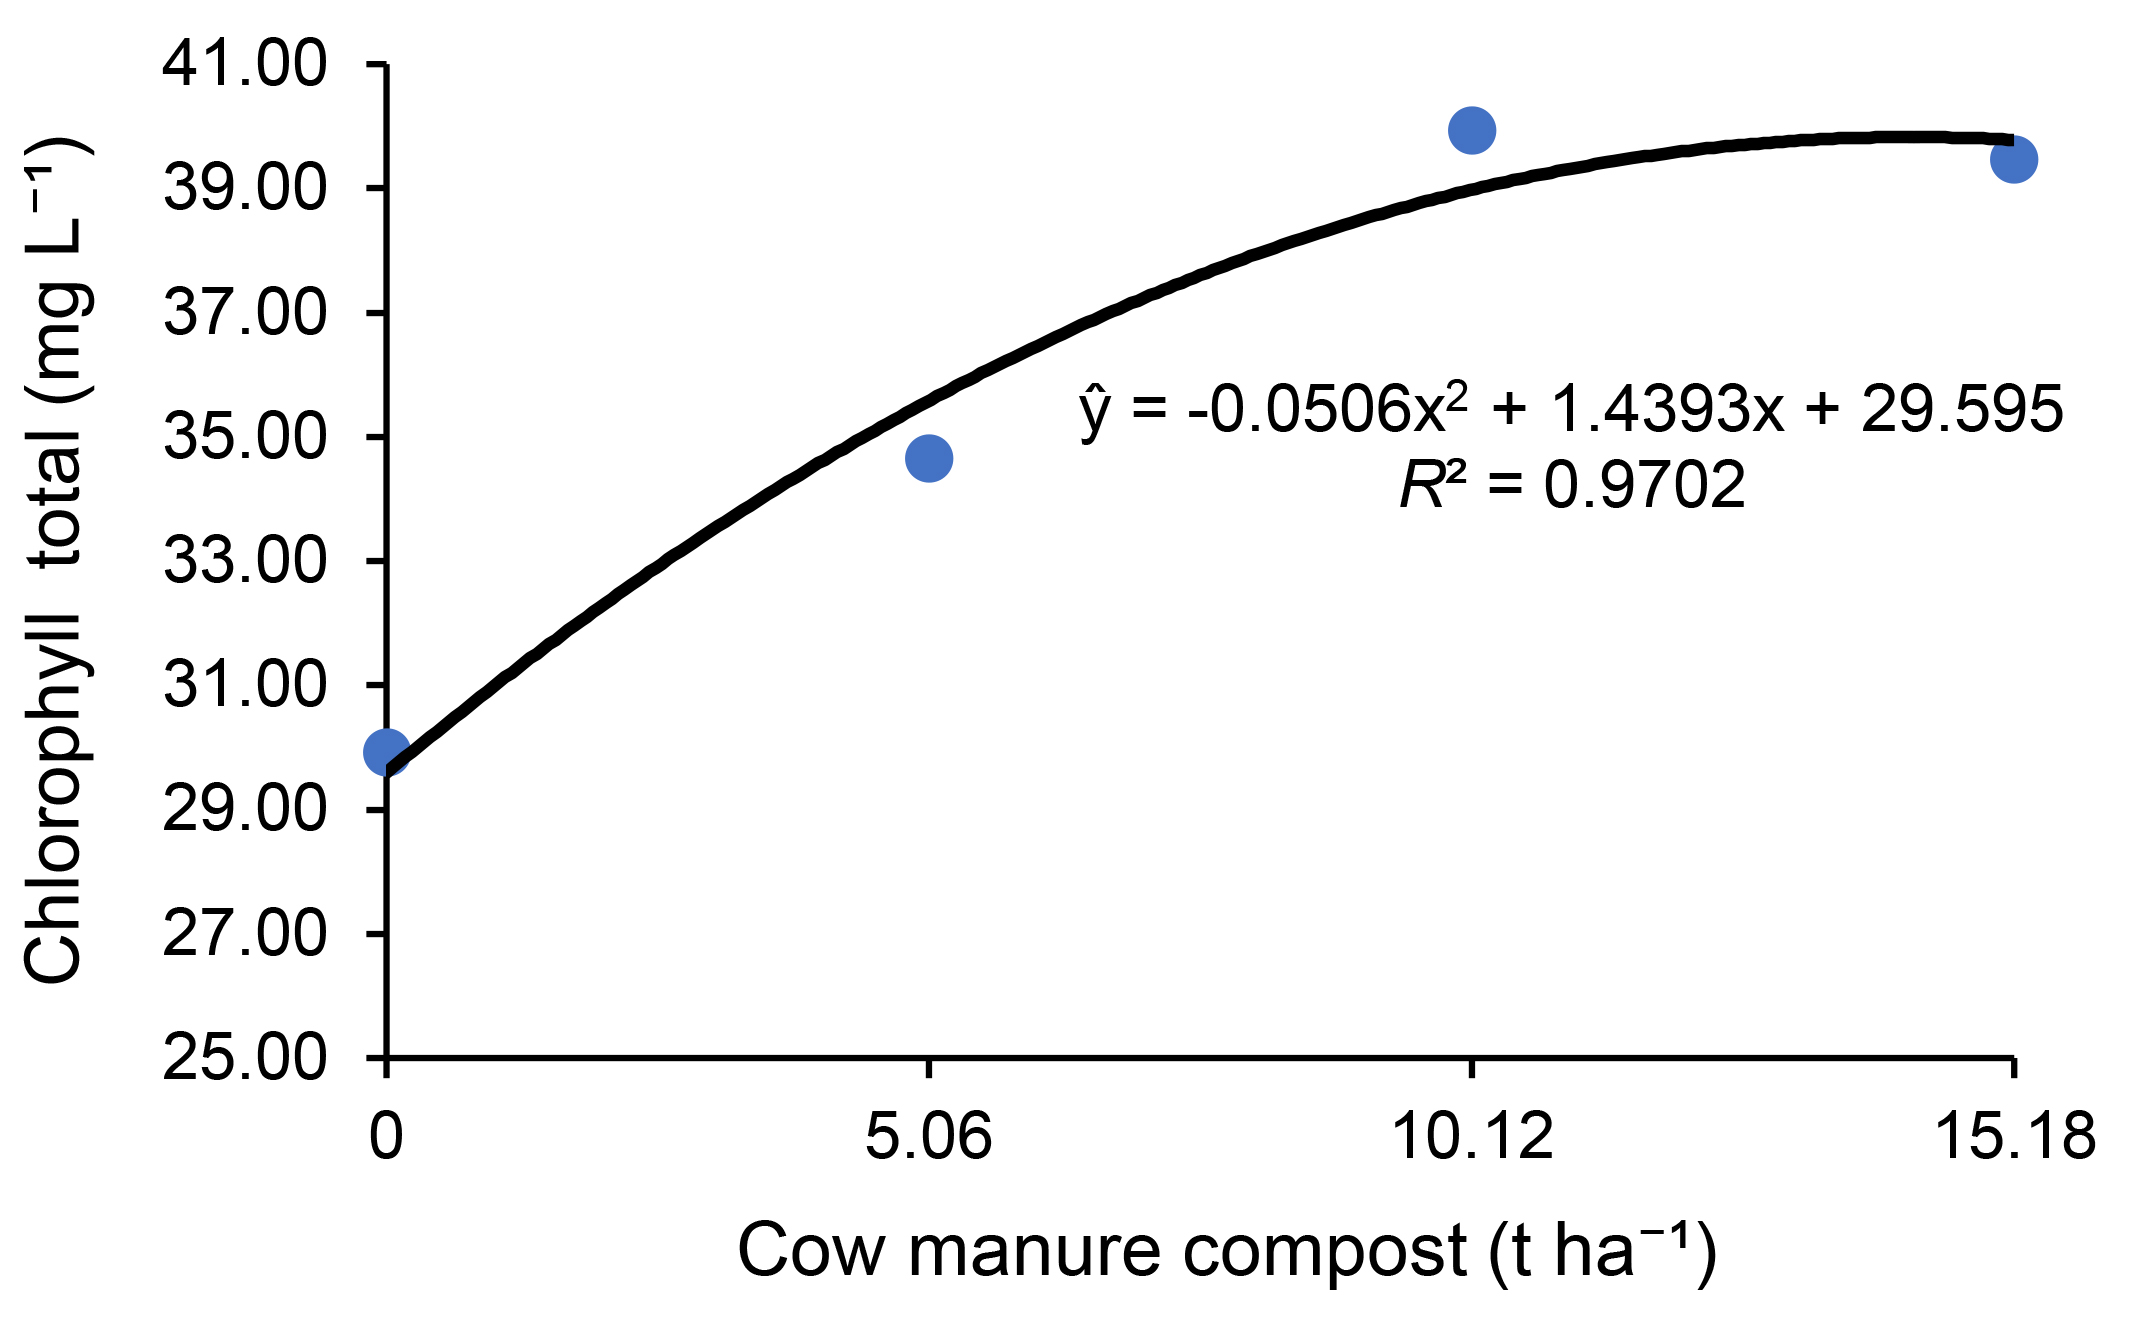 Chlorophyll  total (mg L⁻¹)
41.00
39.00
37.00
35.00
33.00
31.00
29.00
27.00
25.00
ŷ = -0.0506x² + 1.4393x + 29.595
R² = 0.9702
0 5.06 10.12 15.18
Cow manure compost (t ha⁻¹)